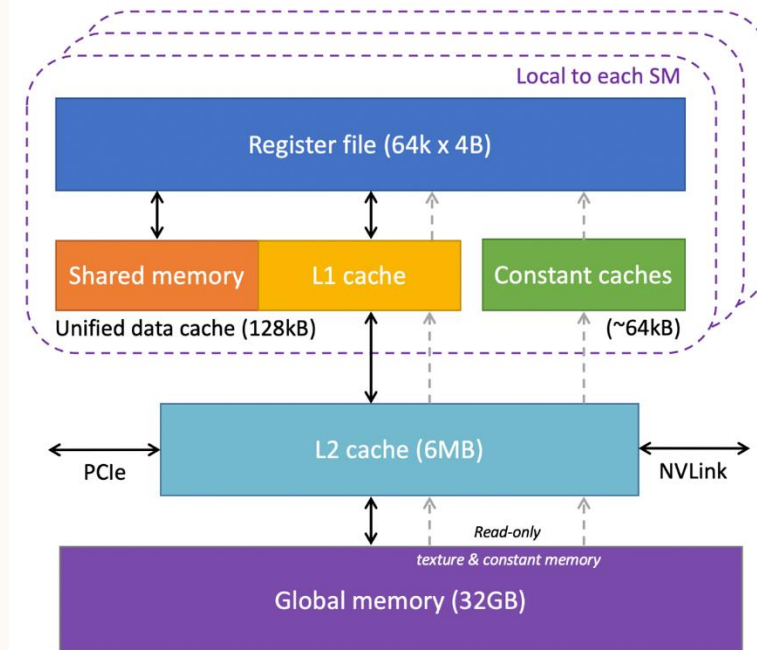 Local to each SM
Register file (64k x 4B)
Shared memory
L1 cache
Constant caches
Unified data cache (128kB)
(~64kB)
L2 cache (6MB)
PCIe
NVLink
Read-only
texture & constant memory
Global memory (32GB)